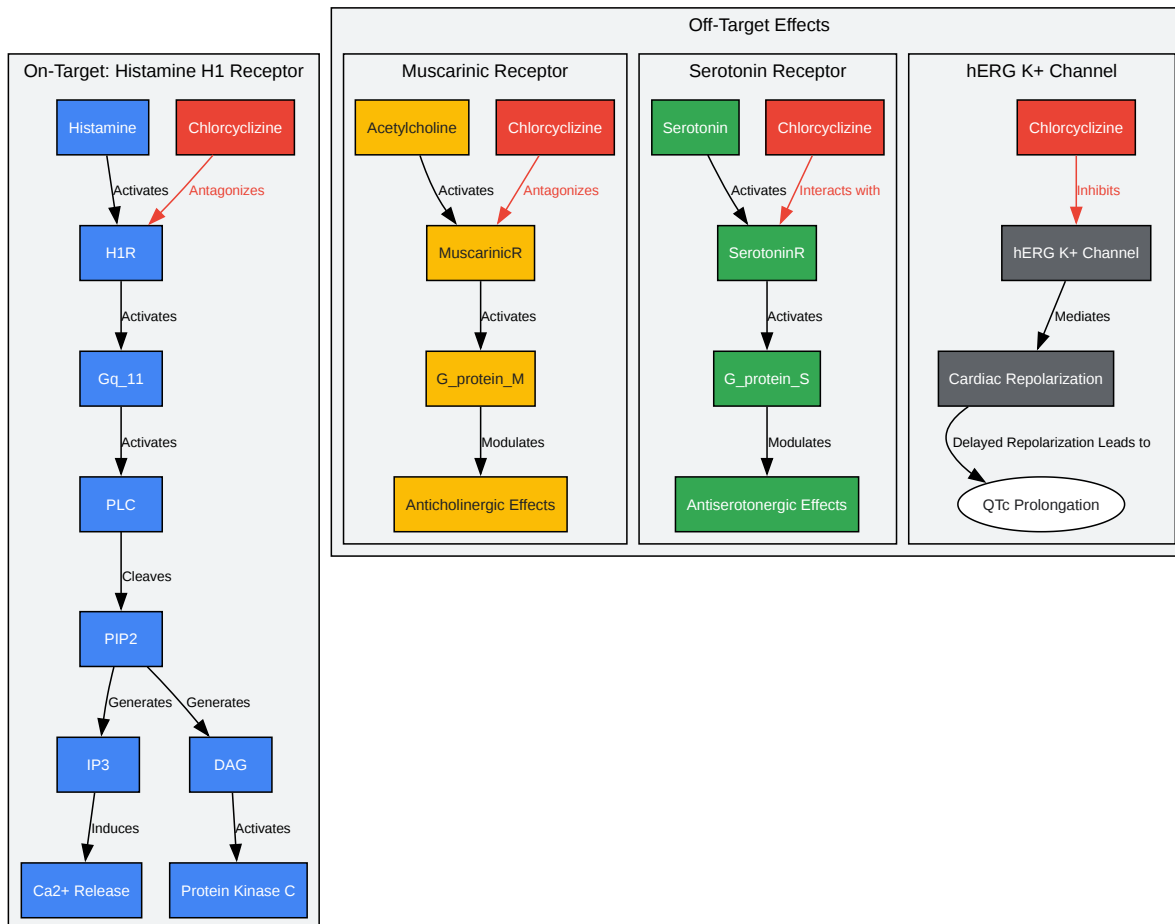 Off-Target Effects
On-Target: Histamine H1 Receptor
Histamine
Chlorcyclizine
Activates
Antagonizes
H1R
Activates
Gq_11
Activates
PLC
Cleaves
PIP2
Generates
Generates
IP3
DAG
Induces
Activates
Ca2+ Release
Protein Kinase C
Muscarinic Receptor
Acetylcholine
Chlorcyclizine
Activates
Antagonizes
MuscarinicR
Activates
G_protein_M
Modulates
Anticholinergic Effects
Serotonin Receptor
Serotonin
Chlorcyclizine
Activates
Interacts with
SerotoninR
Activates
G_protein_S
Modulates
Antiserotonergic Effects
hERG K+ Channel
Chlorcyclizine
Inhibits
hERG K+ Channel
Mediates
Cardiac Repolarization
Delayed Repolarization Leads to
QTc Prolongation